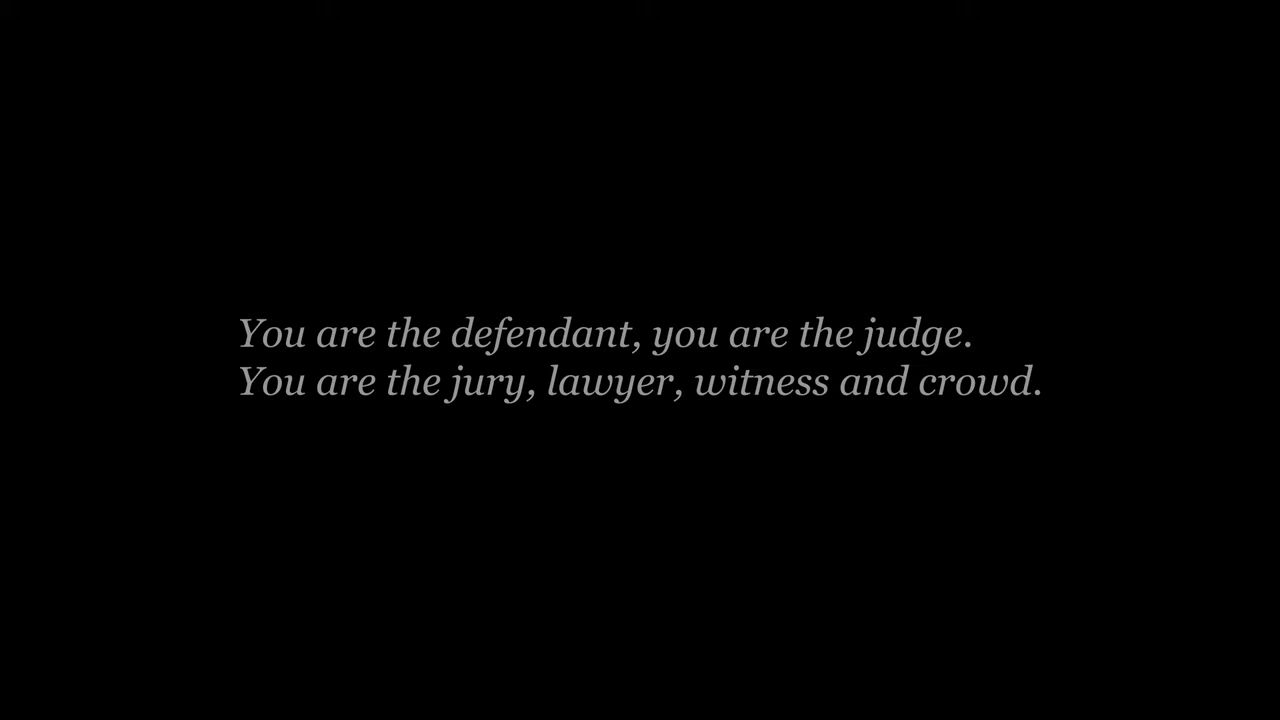 You are the defendant, you are the judge.
You are the jury, lawyer, witness and crowd.